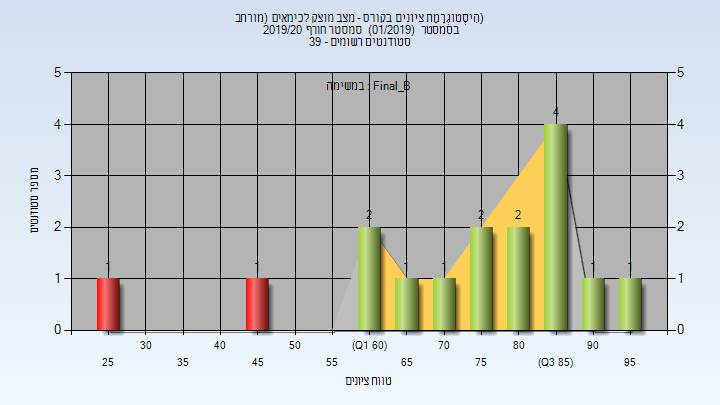 (היסטוגרמת ציונים בקורס - מצב מוצק לכימאים (מורחב
בסמסטר (01/2019) סמסטר חורף 2019/20
סטודנטים רשומים - 39
במשימה : Final_B
מספר סטודנטים
5 5
4 4
3 3
2 2
1 1
0 0
1 1 2 1 1 2 2 4 1 1
30 40 50 (Q1 60) 70 80 90
25 35 45 55 65 75 (Q3 85) 95
טווח ציונים